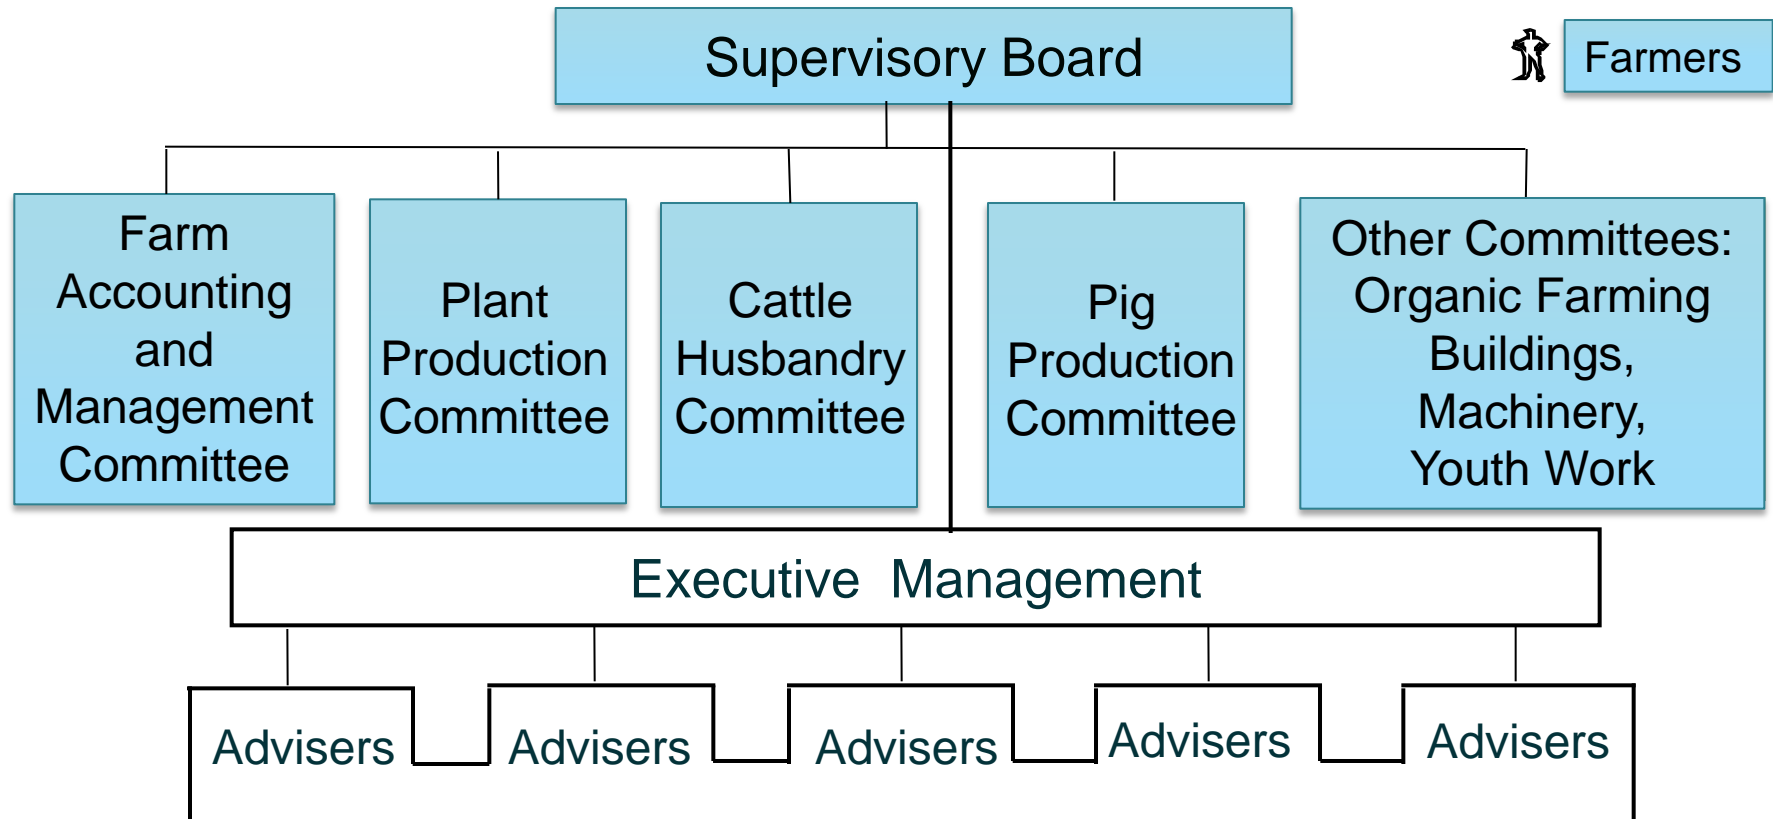 Supervisory Board
Farmers
Farm
Accounting
and
Management
Committee
Plant
Production
Committee
Cattle
Husbandry
Committee
Pig
Production
Committee
Other Committees:
Organic Farming
Buildings,
Machinery,
Youth Work
Executive  Management
Advisers
Advisers
Advisers
Advisers
Advisers